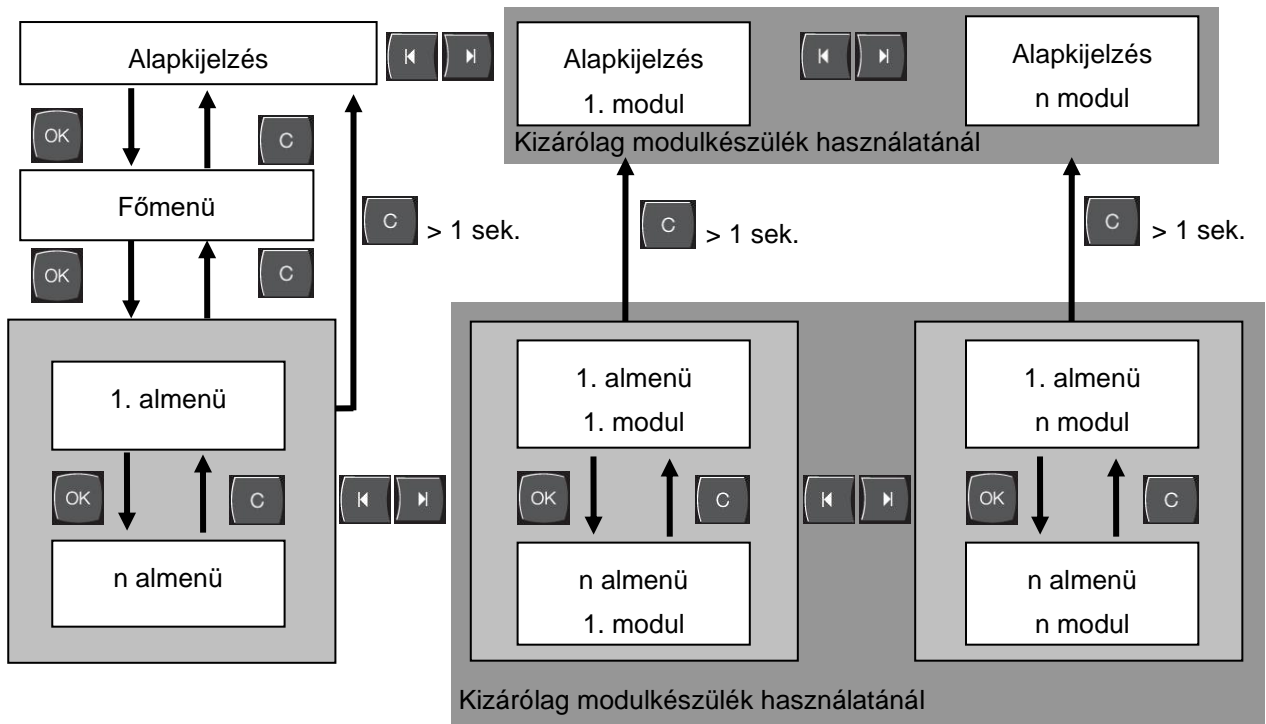 Alapkijelzés
Alapkijelzés
1. modul
Alapkijelzés
n modul
Kizárólag modulkészülék használatánál
OK
C
Főmenü
C
> 1 sek.
C
> 1 sek.
C
> 1 sek.
OK
C
1. almenü
1. almenü
1. modul
1. almenü
n modul
OK
C
OK
C
OK
C
n almenü
n almenü
1. modul
n almenü
n modul
Kizárólag modulkészülék használatánál